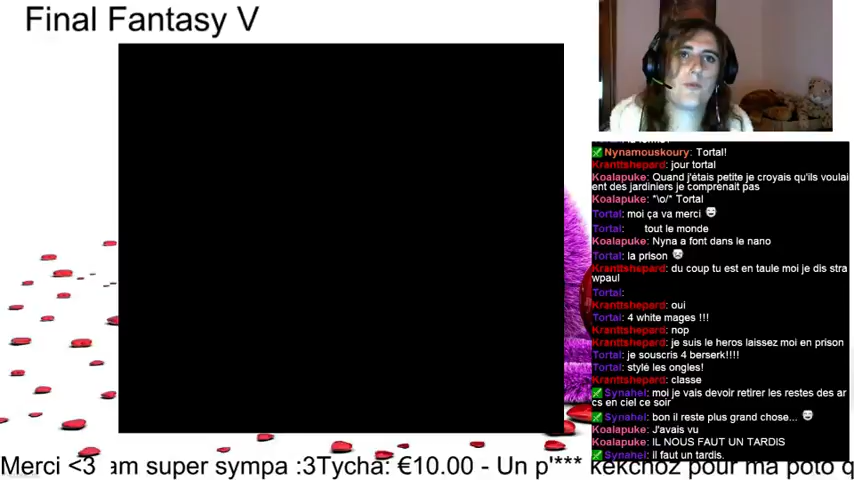 Final Fantasy V
Nynamouskoury: Tortal!
Kranttshepard: jour tortal
Koalapuke: Quand j'étais petite je croyais qu'ils voulai
ent des jardiniers je comprenait pas
Koalapuke: *\o/* Tortal
Tortal: moi ça va merci
Tortal: tout le monde
Koalapuke: Nyna a font dans le nano
Tortal: la prison
Kranttshepard: du coup tu est en taule moi je dis stra
wpaul
Tortal:
Kranttshepard: oui
Tortal: 4 white mages !!!
Kranttshepard: nop
Kranttshepard: je suis le heros laissez moi en prison
Tortal: je souscris 4 berserk!!!!
Tortal: stylé les ongles!
Kranttshepard: classe
Synahel: moi je vais devoir retirer les restes des ar
cs en ciel ce soir
Synahel: bon il reste plus grand chose...
Koalapuke: J'avais vu
Koalapuke: IL NOUS FAUT UN TARDIS
Synahel: il faut un tardis.
Merci <3 am super sympa :3Tycha: €10.00 - Un p'*** kekchoz pour ma poto q